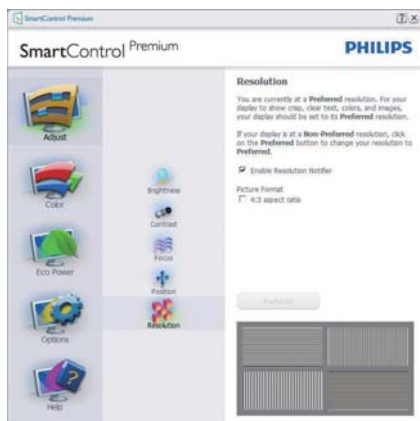 SmartControl Premium
SmartControl Premium
PHILIPS
Adjust
Color
Eco Power
Options
Help
Brightness
Contrast
Focus
Position
Resolution
Resolution
You are currently at a Preferred resolution. For your
display to show crisp, clear text, colors, and images,
your display should be set to its Preferred resolution.
If your display is at a Non-Preferred resolution, click
on the Preferred button to change your resolution to
Preferred.
Enable Resolution Notifier
Picture Format
4:3 aspect ratio
Preferred